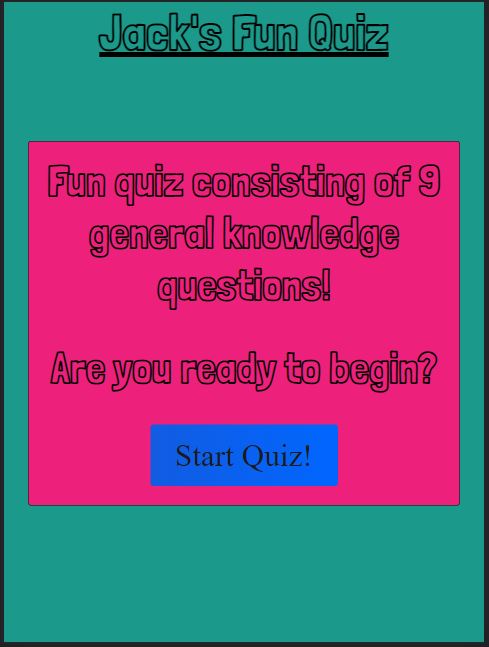 Jack's Fun Quiz
Fun quiz consisting of 9
general knowledge
questions!
Are you ready to begin?
Start Quiz!